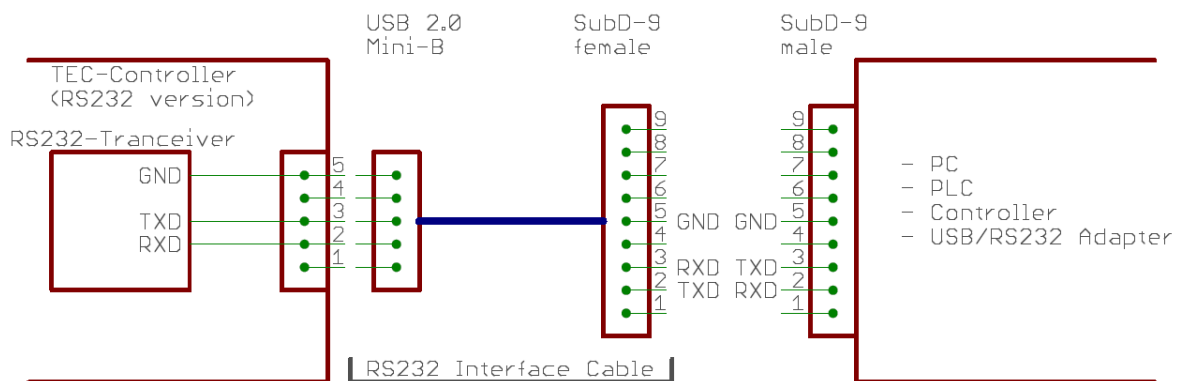 USB 2.0
Mini-B
SubD-9
female
SubD-9
male
TEC-Controller
(RS232 version)
RS232-Tranceiver
GND
TXD
RXD
5
4
3
2
1
9
8
7
6
5
4
3
2
1
GND
RXD
TXD
GND
TXD
RXD
9
8
7
6
5
4
3
2
1
- PC
- PLC
- Controller
- USB/RS232 Adapter
RS232 Interface Cable